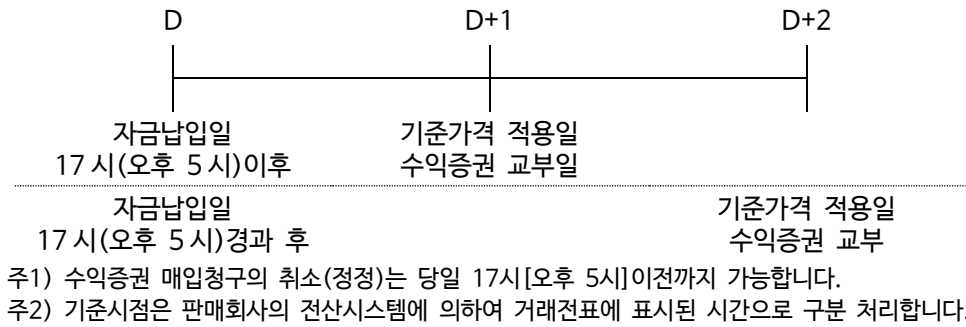 D D+1 D+2
자금납입일 기준가격 적용일
17 시(오후 5 시)이후 수익증권 교부일
자금납입일 기준가격 적용일
17 시(오후 5 시)경과 후 수익증권 교부
주1) 수익증권 매입청구의 취소(정정)는 당일 17시[오후 5시]이전까지 가능합니다.
주2) 기준시점은 판매회사의 전산시스템에 의하여 거래전표에 표시된 시간으로 구분 처리합니다.